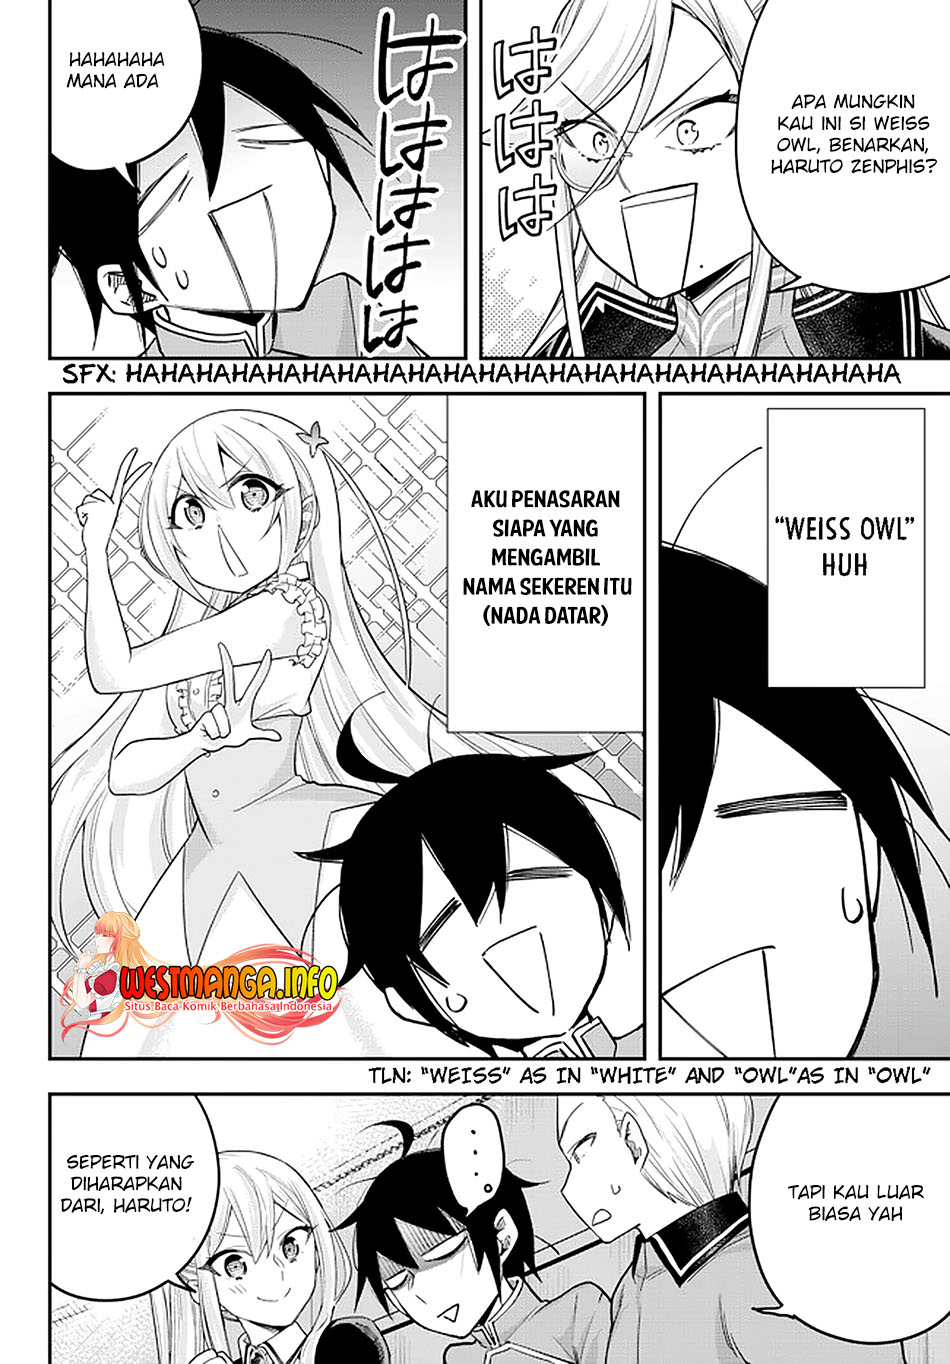 APA MUNGKIN
KAU INI SI WEISS
OWL, BENARKAN,
HARUTO ZENPHIS?
ははは
HAHAHAHA
MANA ADA
はははははは
SFX: HAHAHAHAHAHAHAHAHAHAHAHAHAHAHAHAHAHAHAHAHAHA
"WEISS OWL"
HUH
AKU PENASARAN
SIAPA YANG
MENGAMBIL
NAMA SEKEREN ITU
(NADA DATAR)
WESTMANGA.INFO
Situs Baca Komik Berbahasa Indonesia
TLN: "WEISS" AS IN "WHITE" AND "OWL"AS IN "OWL"
TAPI KAU LUAR
BIASA YAH
....
SEPERTI YANG
DIHARAPKAN
DARI, HARUTO!